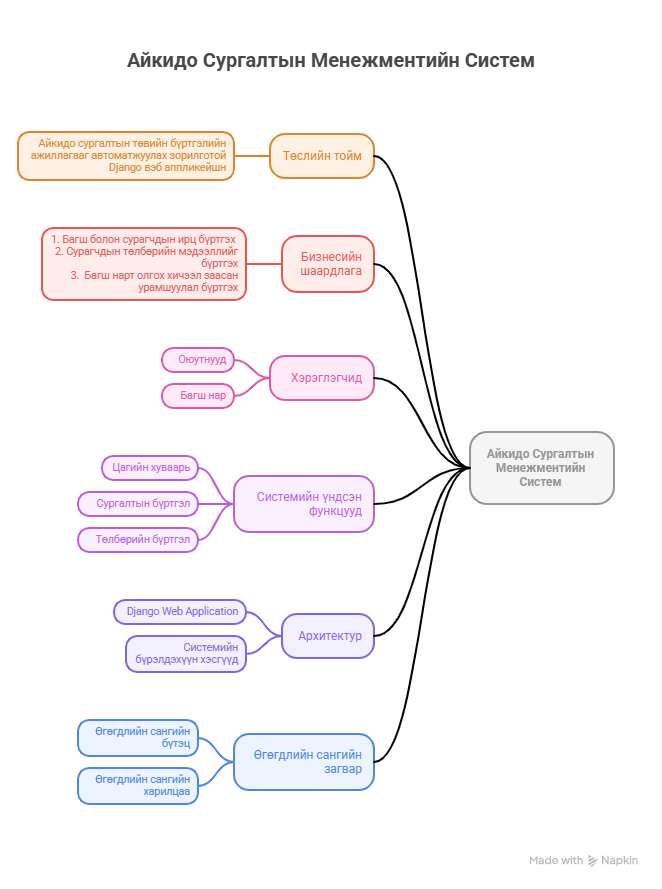 Айкидо Сургалтын Менежментийн Систем
Айкидо сургалтын төвийн бүртгэлийн
ажиллагааг автоматжуулах зорилготой
Django вэб аппликейшн
Төслийн тойм
1. Багш болон сурагчдын ирц бүртгэх
2. Сурагчдын төлбөрийн мэдээллийг
бүртгэх
3. Багш нарт олгох хичээл заасан
урамшуулал бүртгэх
Бизнесийн
шаардлага
Оюутнууд
Багш нар
Хэрэглэгчид
Айкидо Сургалтын
Менежментийн
Систем
Цагийн хуваарь
Сургалтын бүртгэл
Төлбөрийн бүртгэл
Системийн үндсэн
функцууд
Django Web Application
Системийн
бүрэлдэхүүн хэсгүүд
Архитектур
Өгөгдлийн сангийн
бүтэц
Өгөгдлийн сангийн
харилцаа
Өгөгдлийн сангийн
загвар
Made with Napkin